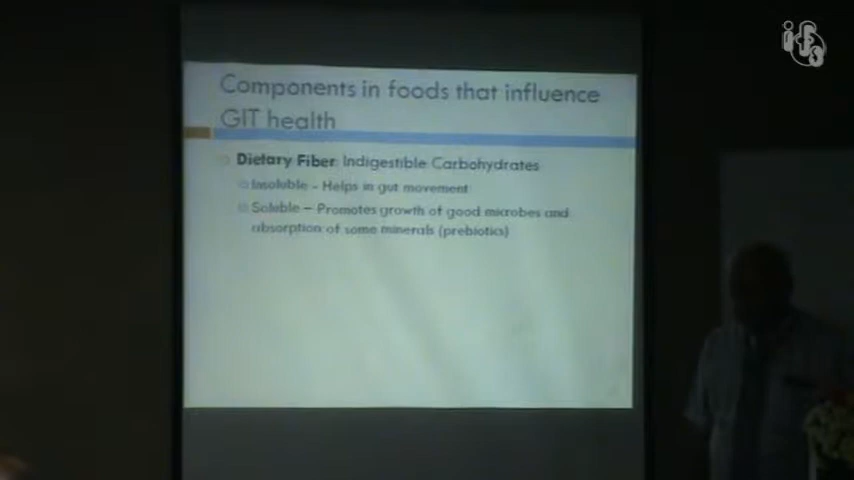 Components in foods that influence
GIT health
Dietary Fiber: Indigestible Carbohydrates
Insoluble – Helps in gut movement
Soluble – Promotes growth of good microbes and
absorption of some minerals (prebiotics)